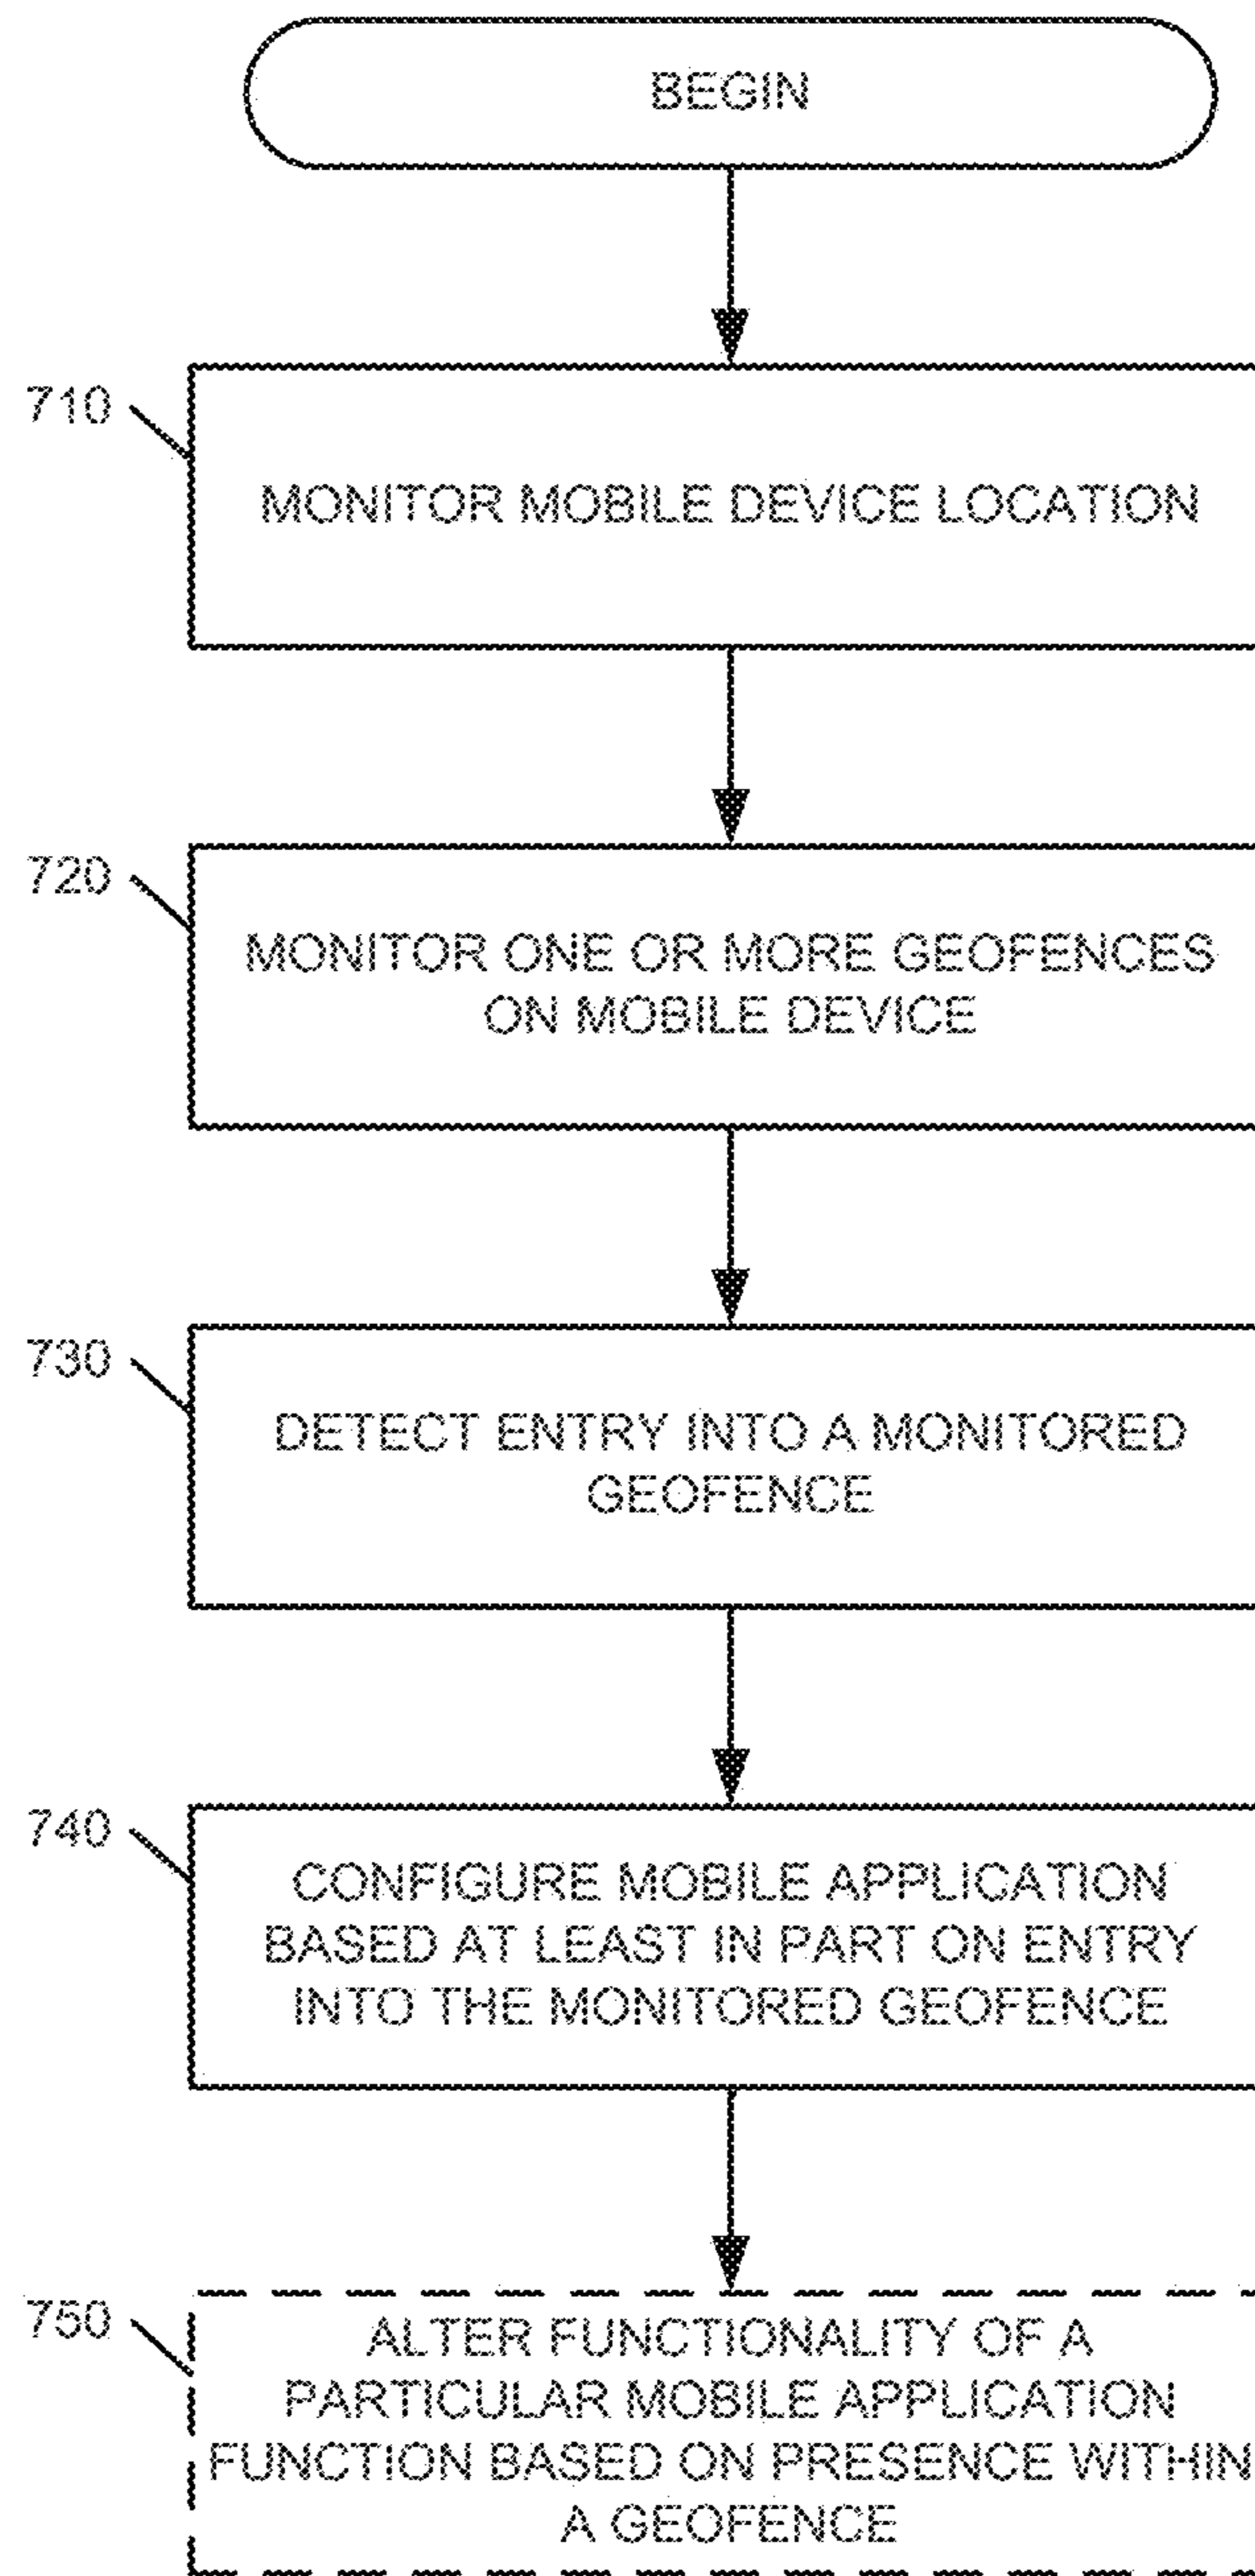 BEGIN
710
MONITOR MOBILE DEVICE LOCATION
720
MONITOR ONE OR MORE GEOFENCES
ON MOBILE DEVICE
730
DETECT ENTRY INTO A MONITORED
GEOFENCE
740
CONFIGURE MOBILE APPLICATION
BASED AT LEAST IN PART ON ENTRY
INTO THE MONITORED GEOFENCE
750
ALTER FUNCTIONALITY OF A
PARTICULAR MOBILE APPLICATION
FUNCTION BASED ON PRESENCE WITHIN
A GEOFENCE